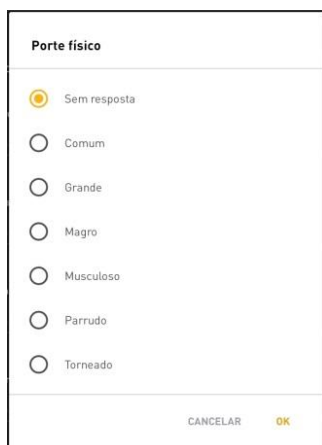 Porte físico
Sem resposta
Comum
Grande
Magro
Musculoso
Parrudo
Torneado
CANCELAR OK